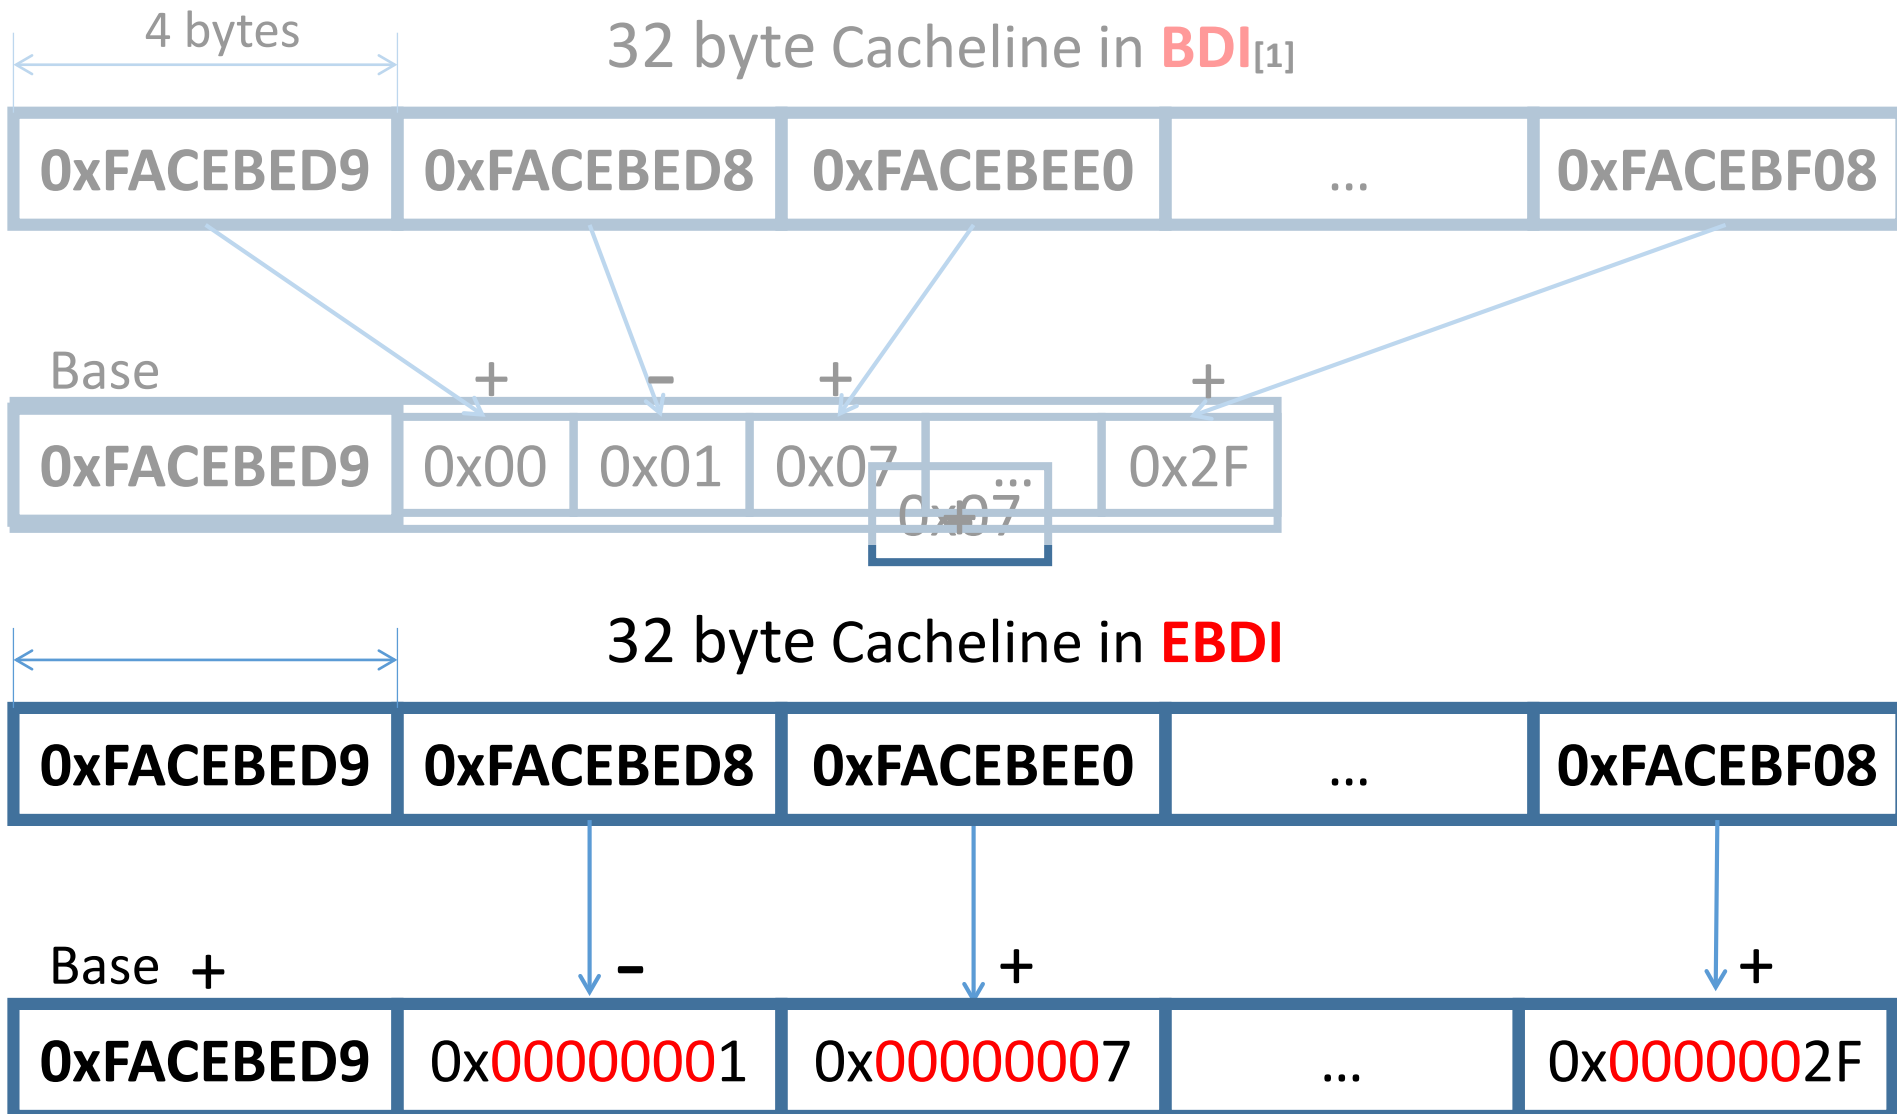 4 bytes
32 byte Cacheline in BDI[1]
0xFACEBED9 0xFACEBED8 0xFACEBEE0 ... 0xFACEBF08
Base + - + +
0xFACEBED9 0x00 0x01 0x07 ... 0x2F
0x07
+
32 byte Cacheline in EBDI
0xFACEBED9 0xFACEBED8 0xFACEBEE0 ... 0xFACEBF08
Base + - + +
0xFACEBED9 0x00000001 0x00000007 ... 0x0000002F